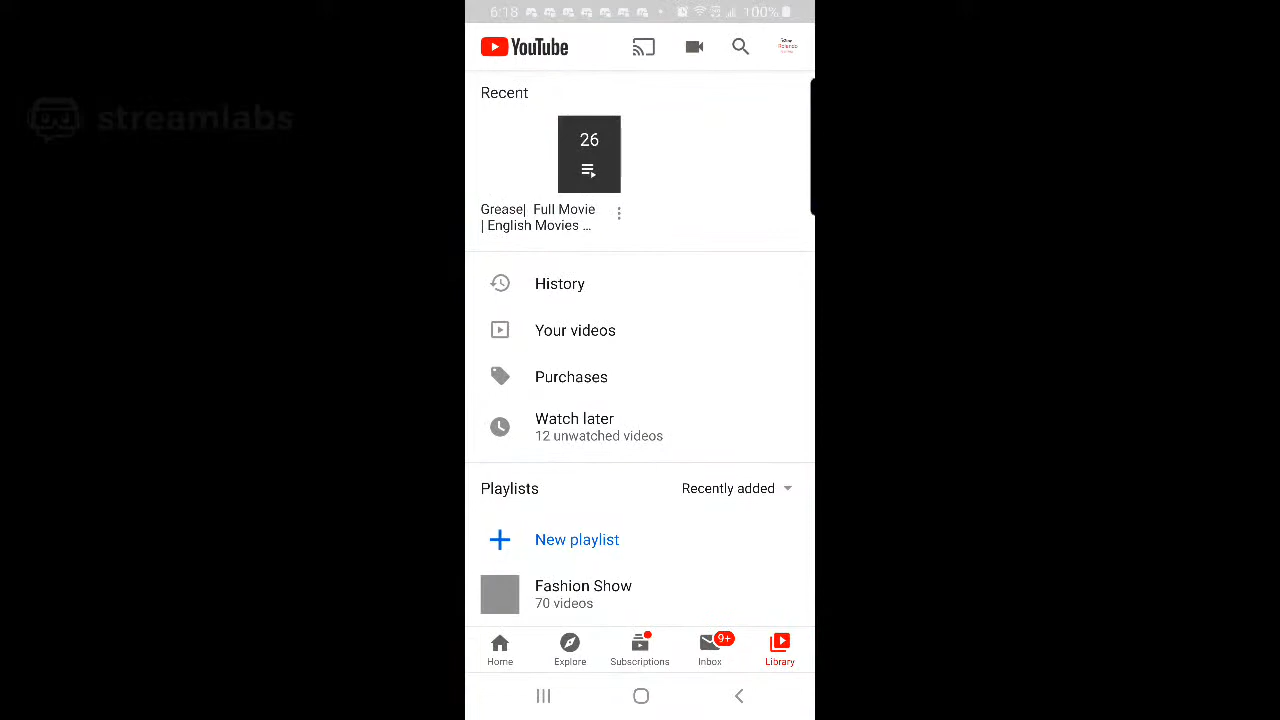 6:18
100%
streamlabs
YouTube
Rolando
Recent
26
Grease| Full Movie
| English Movies ...
History
Your videos
Purchases
Watch later
12 unwatched videos
Playlists
Recently added
New playlist
Fashion Show
70 videos
9+
Home
Explore
Subscriptions
Inbox
Library